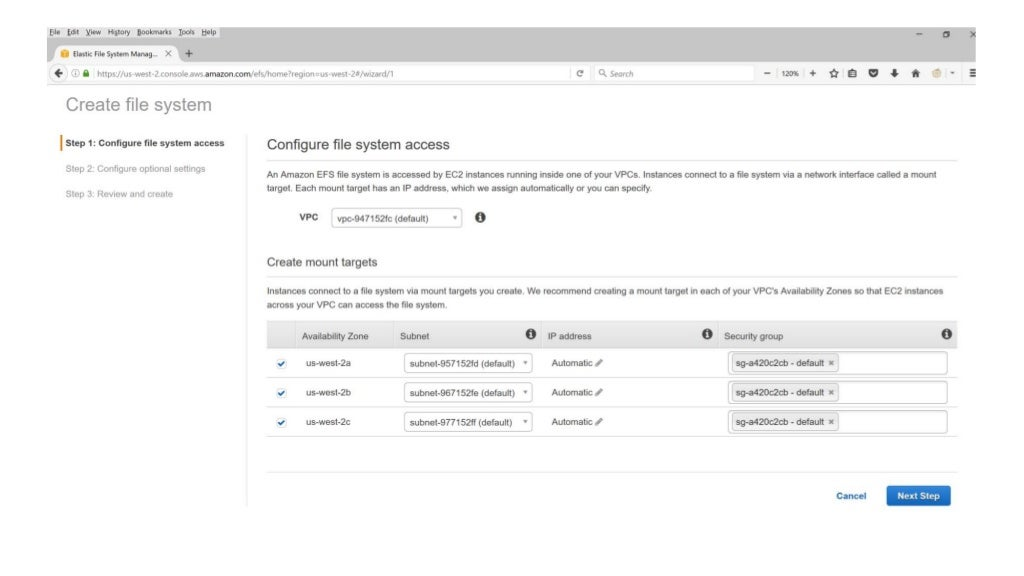 File Edit View History Bookmarks Tools Help
Elastic File System Manag...
https://us-west-2.console.aws.amazon.com/efs/home?region=us-west-2#/wizard/1 Search 120%
Create file system
Step 1: Configure file system access
Step 2: Configure optional settings
Step 3: Review and create
Configure file system access
An Amazon EFS file system is accessed by EC2 instances running inside one of your VPCs. Instances connect to a file system via a network interface called a mount
target. Each mount target has an IP address, which we assign automatically or you can specify.
VPC vpc-947152fc (default)
Create mount targets
Instances connect to a file system via mount targets you create. We recommend creating a mount target in each of your VPC's Availability Zones so that EC2 instances
across your VPC can access the file system.
Availability Zone Subnet IP address Security group
us-west-2a subnet-957152fd (default) Automatic sg-a420c2cb - default
us-west-2b subnet-967152fe (default) Automatic sg-a420c2cb - default
us-west-2c subnet-977152ff (default) Automatic sg-a420c2cb - default
Cancel Next Step